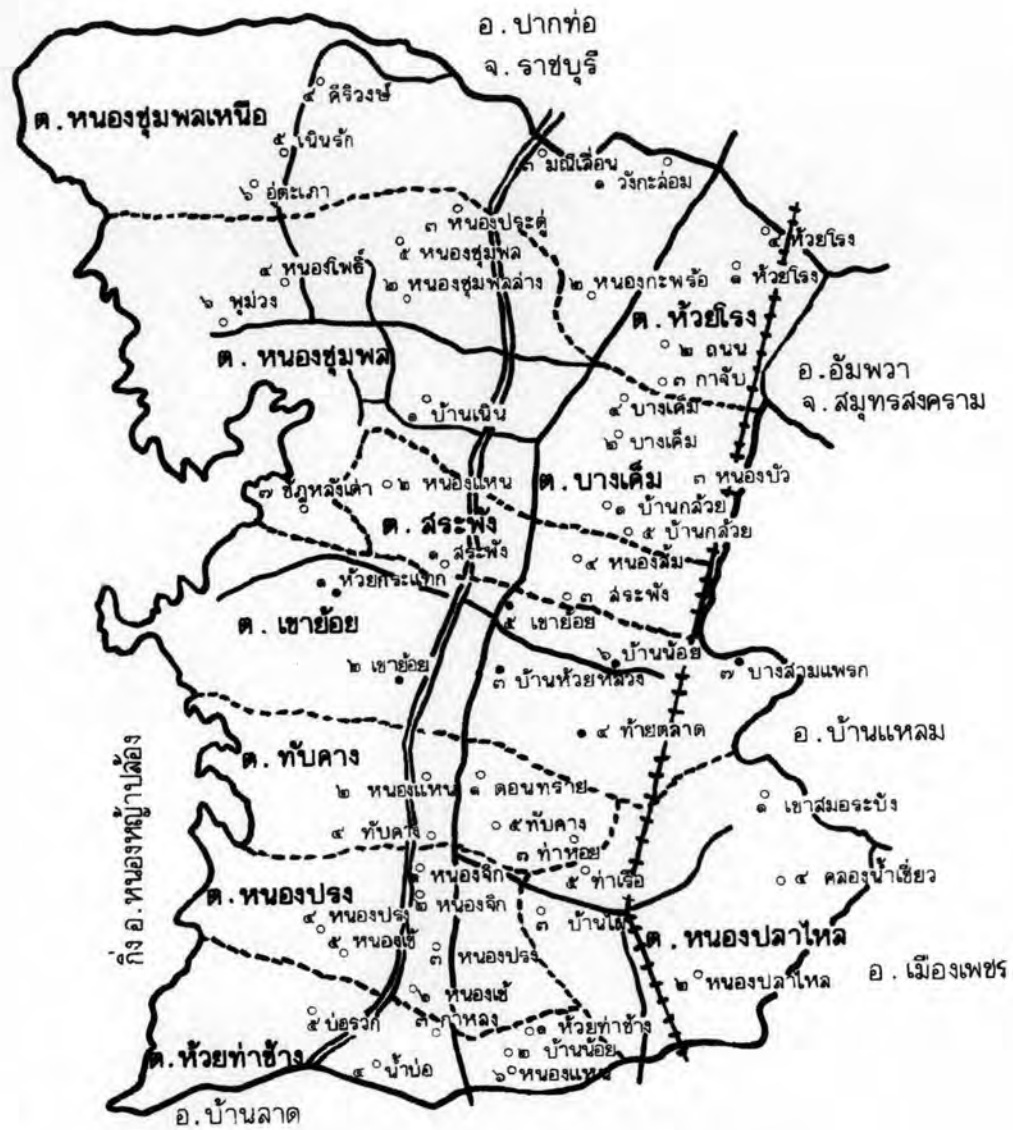 อ.ปากท่อ
จ.ราชบุรี
๔ คีรีวงษ์
ต.หนองชุมพลเหนือ
๕ เนินรัก
๓ มณีเลื่อน
๑ วังกะล่อม
๖ อู่ตะเภา
๓ หนองประดู่
๔ ห้วยโรง
๕ หนองชุมพล
๔ หนองโพธิ์
๑ ห้วยโรง
๒ หนองชุมพลล่าง
๒ หนองกะพร้อ
๖ พุม่วง
ต.ห้วยโรง
๒ ถนน
ต.หนองชุมพล
๓ กาจับ
อ.อัมพวา
จ.สมุทรสงคราม
๔ บางเค็ม
๑ บ้านเนิน
๒ บางเค็ม
๓ หนองบัว
ต.บางเค็ม
๒ หนองแหน
๗ ชัฎหลังเต่า
๑ บ้านกล้วย
ต.สระพัง
๕ บ้านกล้วย
๑ สระพัง
๔ หนองส้ม
๑ ห้วยกระแทก
๓ สระพัง
ต.เขาย้อย
๕ เขาย้อย
๖ บ้านน้อย
๒ เขาย้อย
๓ บ้านห้วยหลวง
๗ บางสามแพรก
๔ ท้ายตลาด
อ.บ้านแหลม
ต.ทับคาง
กิ่ง อ.หนองหญ้าปล้อง
๒ หนองแหน
๑ ดอนทราย
๑ เขาสมอระบัง
๔ ทับคาง
๕ ทับคาง
๓ ท่าหอย
หนองจิก
๕ ท่าเรือ
๔ คลองน้ำเชี่ยว
ต.หนองปรง
๒ หนองจิก
๔ หนองปรง
๓ บ้านไผ่
๕ หนองเข้
ต.หนองปลาไหล
๓ หนองปรง
อ.เมืองเพชร
๒ หนองปลาไหล
หนองเข้
๕ บ่อรวก
๓ กาหลง
๑ ห้วยท่าช้าง
ต.ห้วยท่าช้าง
๒ บ้านน้อย
๔ น้ำบ่อ
๖ หนองแหน
อ.บ้านลาด